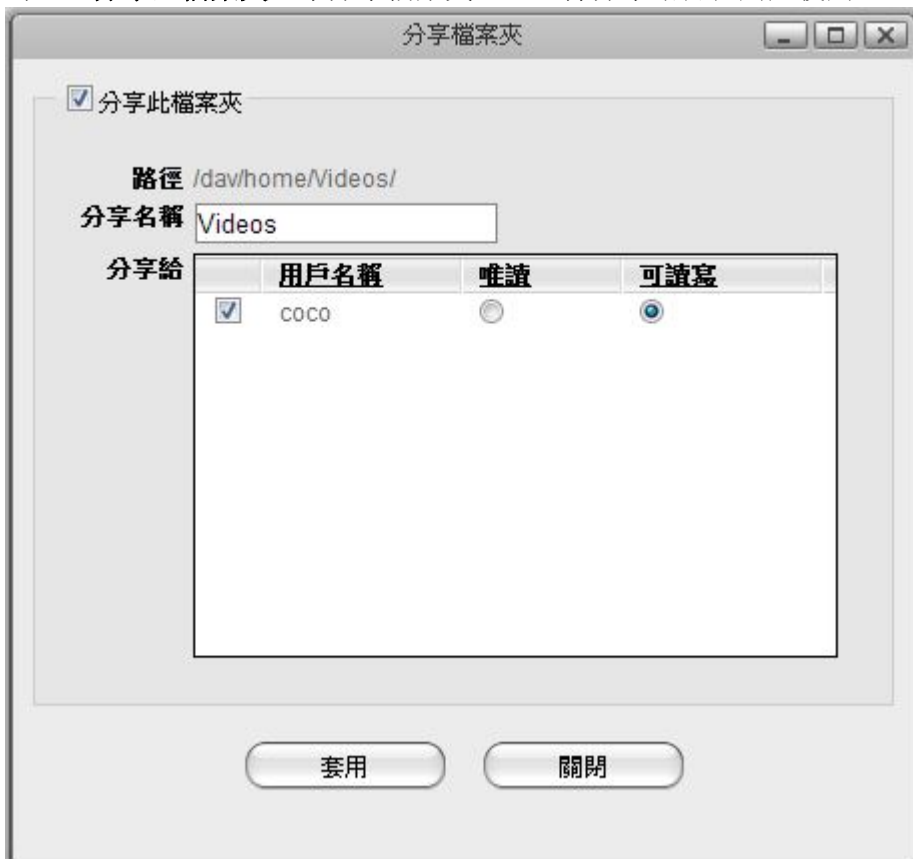 分享檔案夾
分享此檔案夾
路徑 /dav/home/Videos/
分享名稱 Videos
分享給 用戶名稱 唯讀 可讀寫
coco
套用 關閉